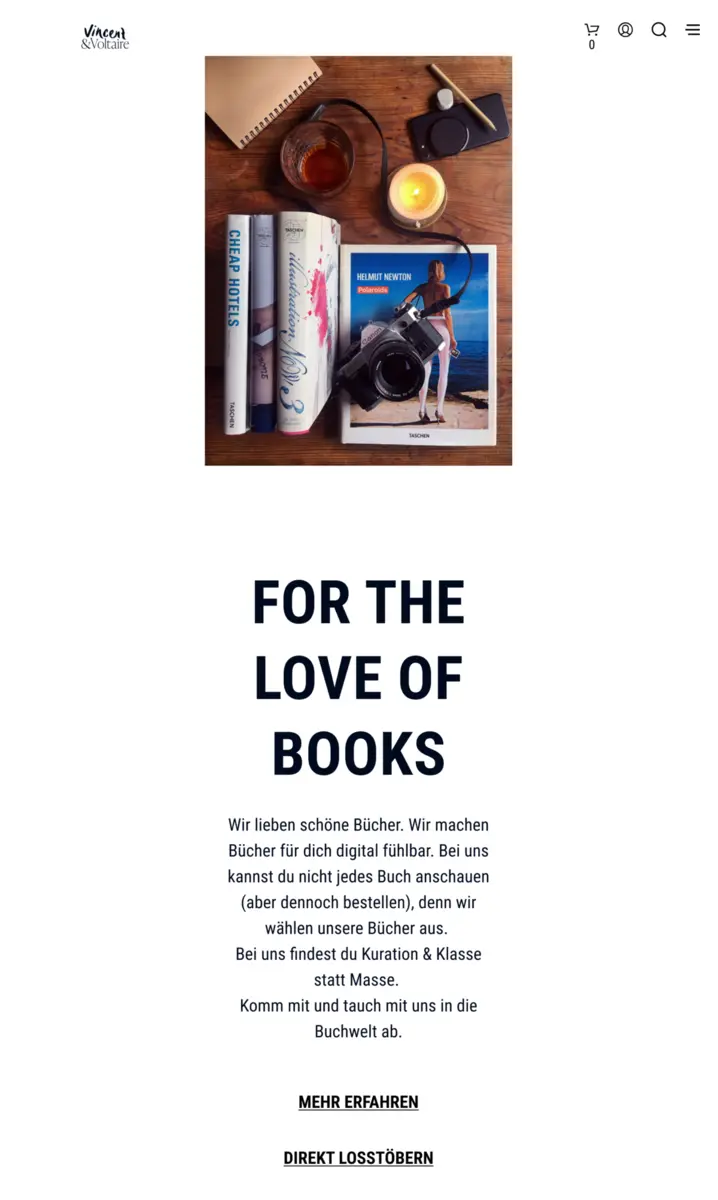 Vincent
&Voltaire
0
CHEAP HOTELS
TASCHEN
TASCHEN
illustration Now! 3
HELMUT NEWTON
Polaroids
TASCHEN
FOR THE
LOVE OF
BOOKS
Wir lieben schöne Bücher. Wir machen
Bücher für dich digital fühlbar. Bei uns
kannst du nicht jedes Buch anschauen
(aber dennoch bestellen), denn wir
wählen unsere Bücher aus.
Bei uns findest du Kuration & Klasse
statt Masse.
Komm mit und tauch mit uns in die
Buchwelt ab.
MEHR ERFAHREN
DIREKT LOSSTÖBERN